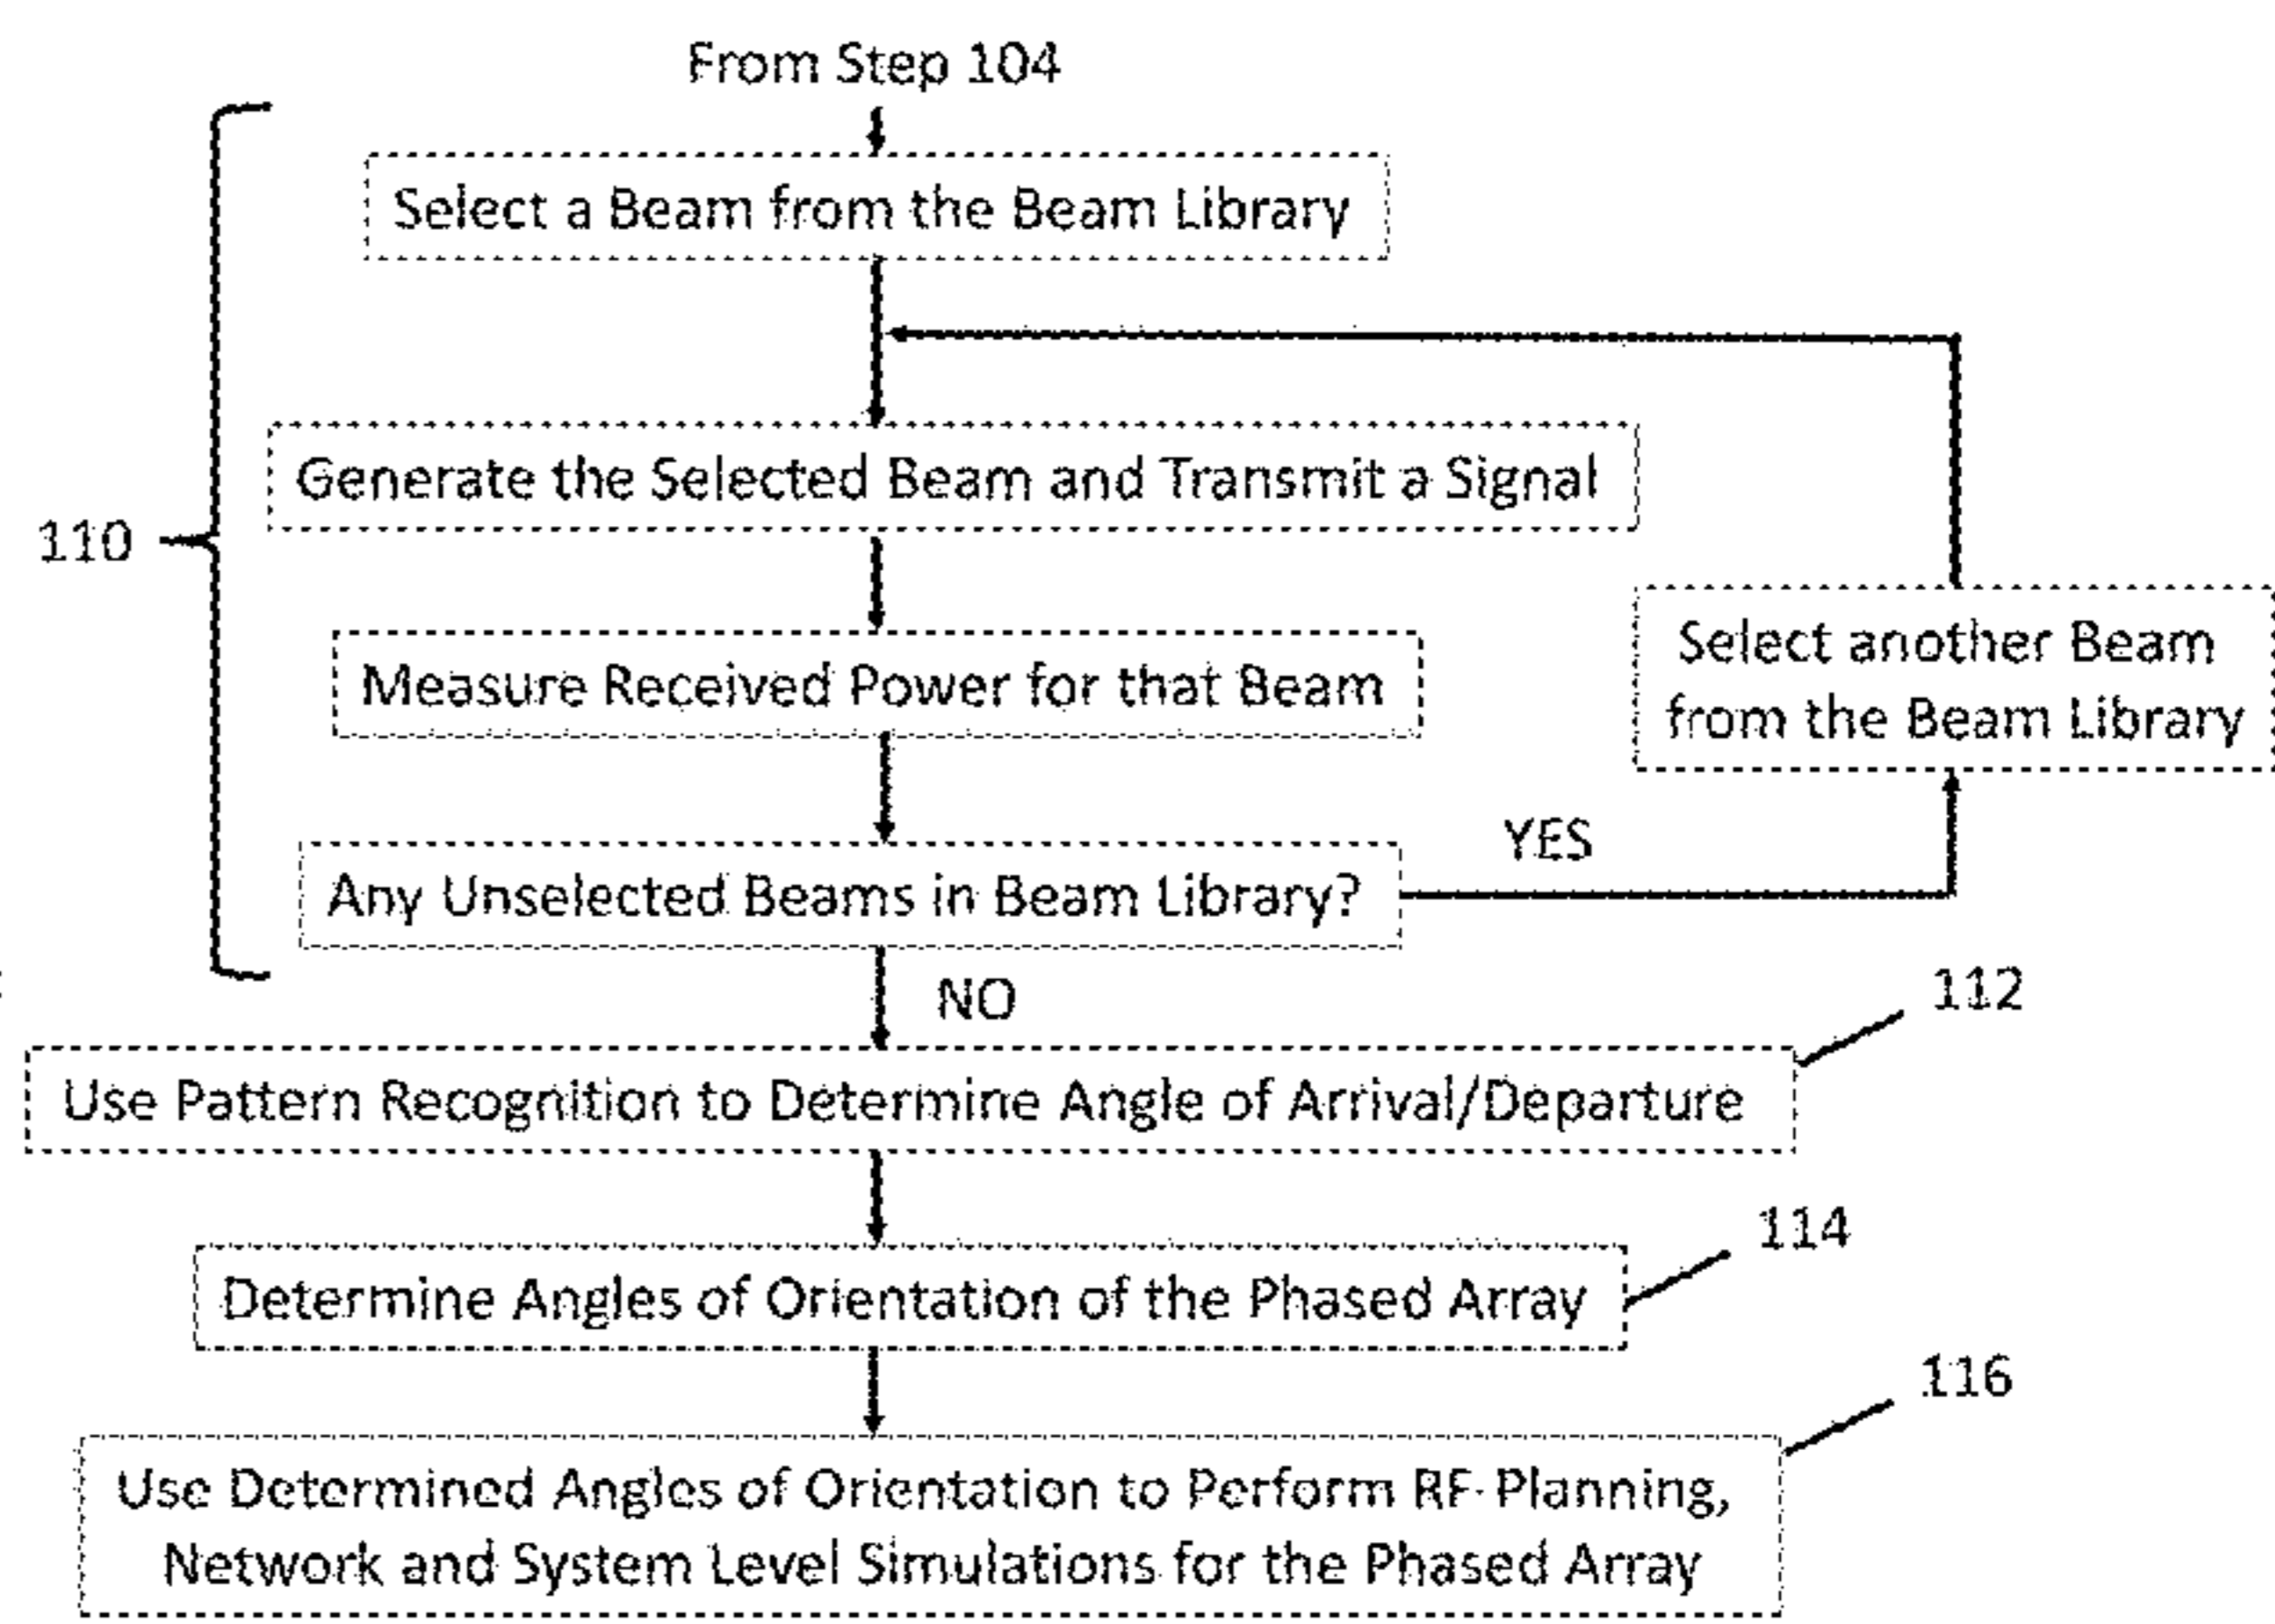 From Step 104
Select a Beam from the Beam Library
Generate the Selected Beam and Transmit a Signal
110
Measure Received Power for that Beam
Select another Beam
from the Beam Library
Any Unselected Beams in Beam Library?
YES
NO
112
Use Pattern Recognition to Determine Angle of Arrival/Departure
114
Determine Angles of Orientation of the Phased Array
116
Use Determined Angles of Orientation to Perform RF Planning,
Network and System Level Simulations for the Phased Array